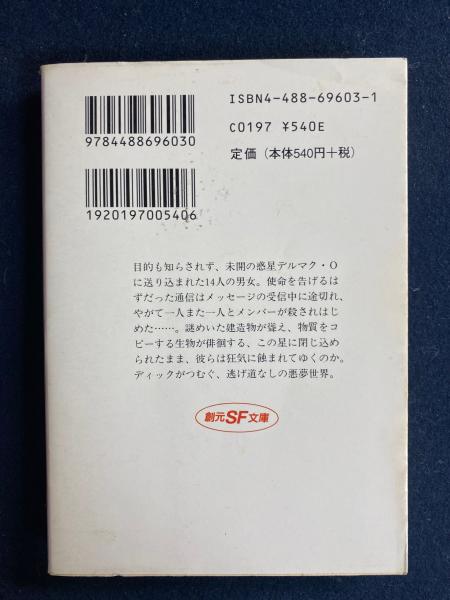 ISBN4-488-69603-1
C0197 ¥540E
定価（本体540円＋税）
9784488696030
1920197005406
目的も知らされず、未開の惑星デルマク・O
に送り込まれた14人の男女。使命を告げるは
ずだった通信はメッセージの受信中に途切れ、
やがて一人また一人とメンバーが殺されはじ
めた……。謎めいた建造物が聳え、物質をコ
ピーする生物が俳徊する、この星に閉じ込め
られたまま、彼らは狂気に蝕まれてゆくのか。
ディックがつむぐ、逃げ道なしの悪夢世界。
創元SF文庫